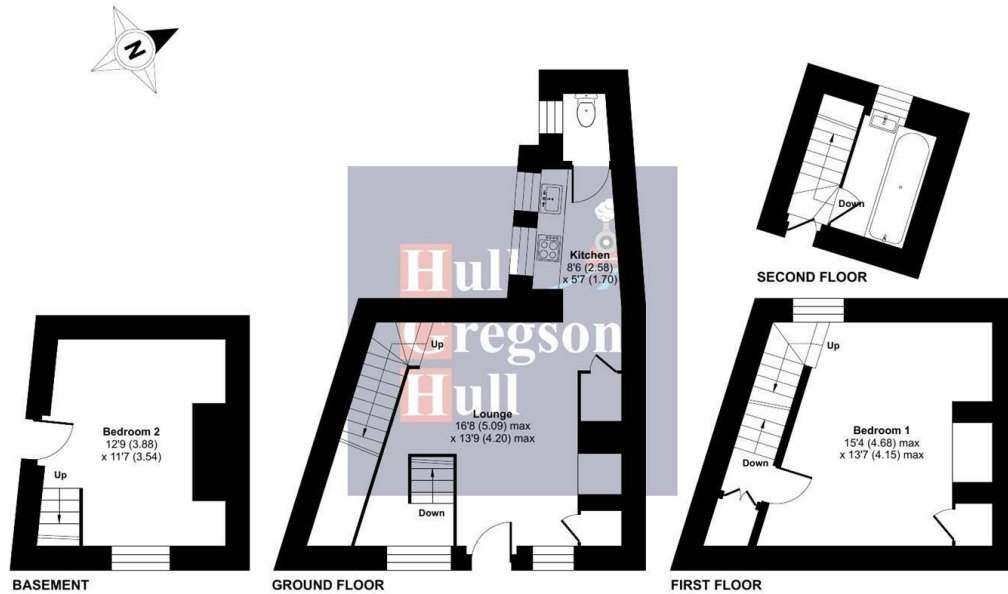 N
Bedroom 2
12'9 (3.88)
x 11'7 (3.54)
Up
BASEMENT
Hull
Gregson
Hull
Kitchen
8'6 (2.58)
x 5'7 (1.70)
Up
Lounge
16'8 (5.09) max
x 13'9 (4.20) max
Down
GROUND FLOOR
Down
SECOND FLOOR
Up
Bedroom 1
15'4 (4.68) max
x 13'7 (4.15) max
Down
FIRST FLOOR